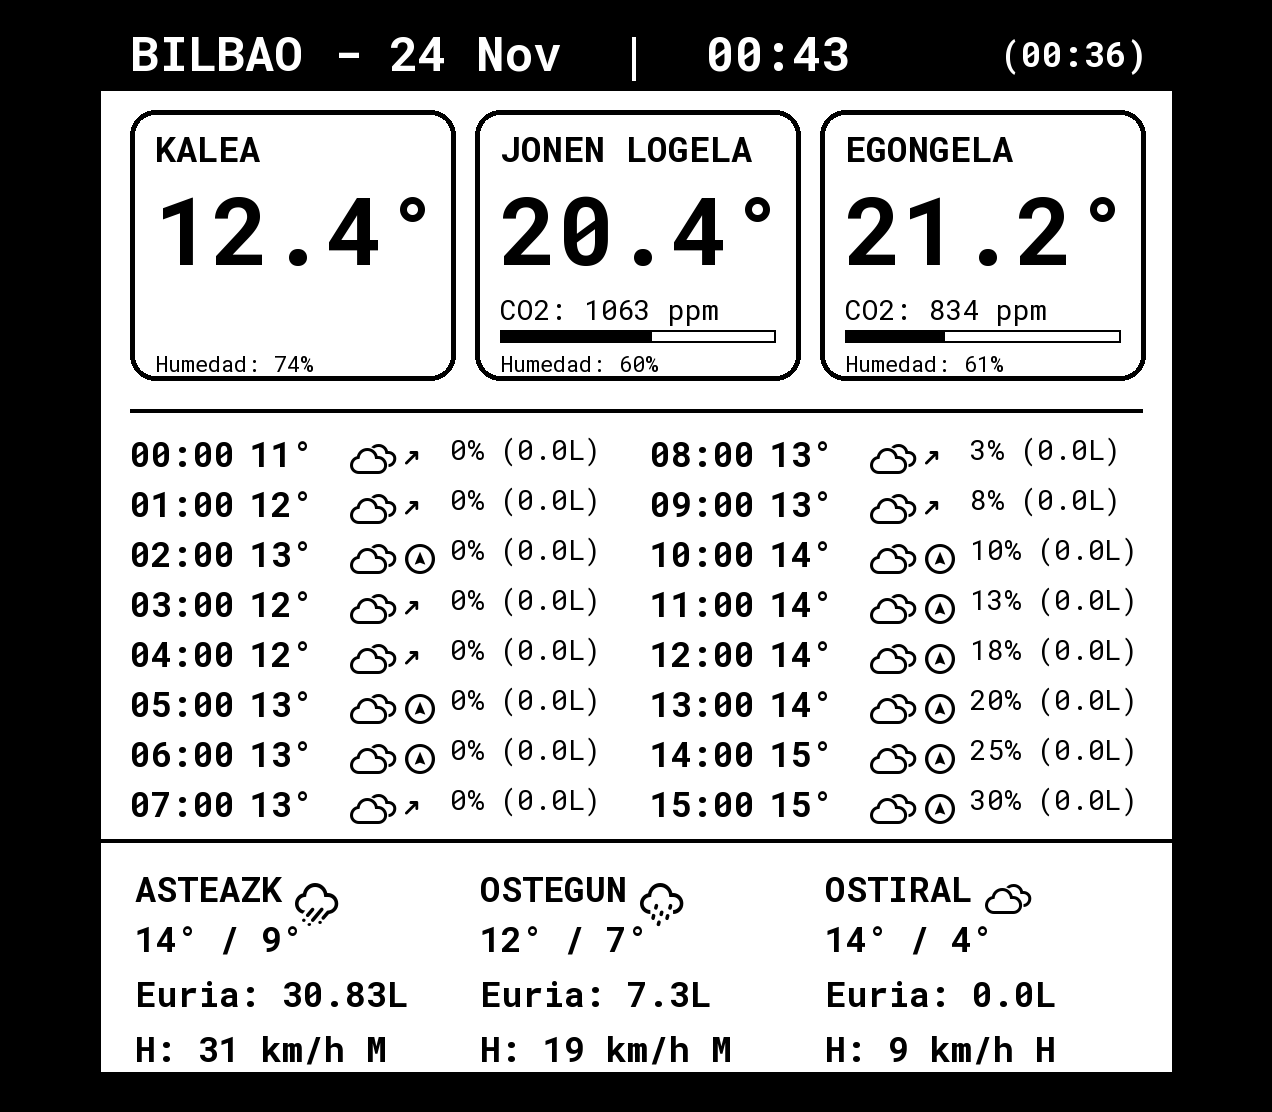 BILBAO - 24 Nov | 00:43 (00:36)
KALEA
12.4°
Humedad: 74%
JONEN LOGELA
20.4°
CO2: 1063 ppm
Humedad: 60%
EGONGELA
21.2°
CO2: 834 ppm
Humedad: 61%
00:00 11° 0% (0.0L)
01:00 12° 0% (0.0L)
02:00 13° 0% (0.0L)
03:00 12° 0% (0.0L)
04:00 12° 0% (0.0L)
05:00 13° 0% (0.0L)
06:00 13° 0% (0.0L)
07:00 13° 0% (0.0L)
08:00 13° 3% (0.0L)
09:00 13° 8% (0.0L)
10:00 14° 10% (0.0L)
11:00 14° 13% (0.0L)
12:00 14° 18% (0.0L)
13:00 14° 20% (0.0L)
14:00 15° 25% (0.0L)
15:00 15° 30% (0.0L)
ASTEAZK
14° / 9°
Euria: 30.83L
H: 31 km/h M
OSTEGUN
12° / 7°
Euria: 7.3L
H: 19 km/h M
OSTIRAL
14° / 4°
Euria: 0.0L
H: 9 km/h H